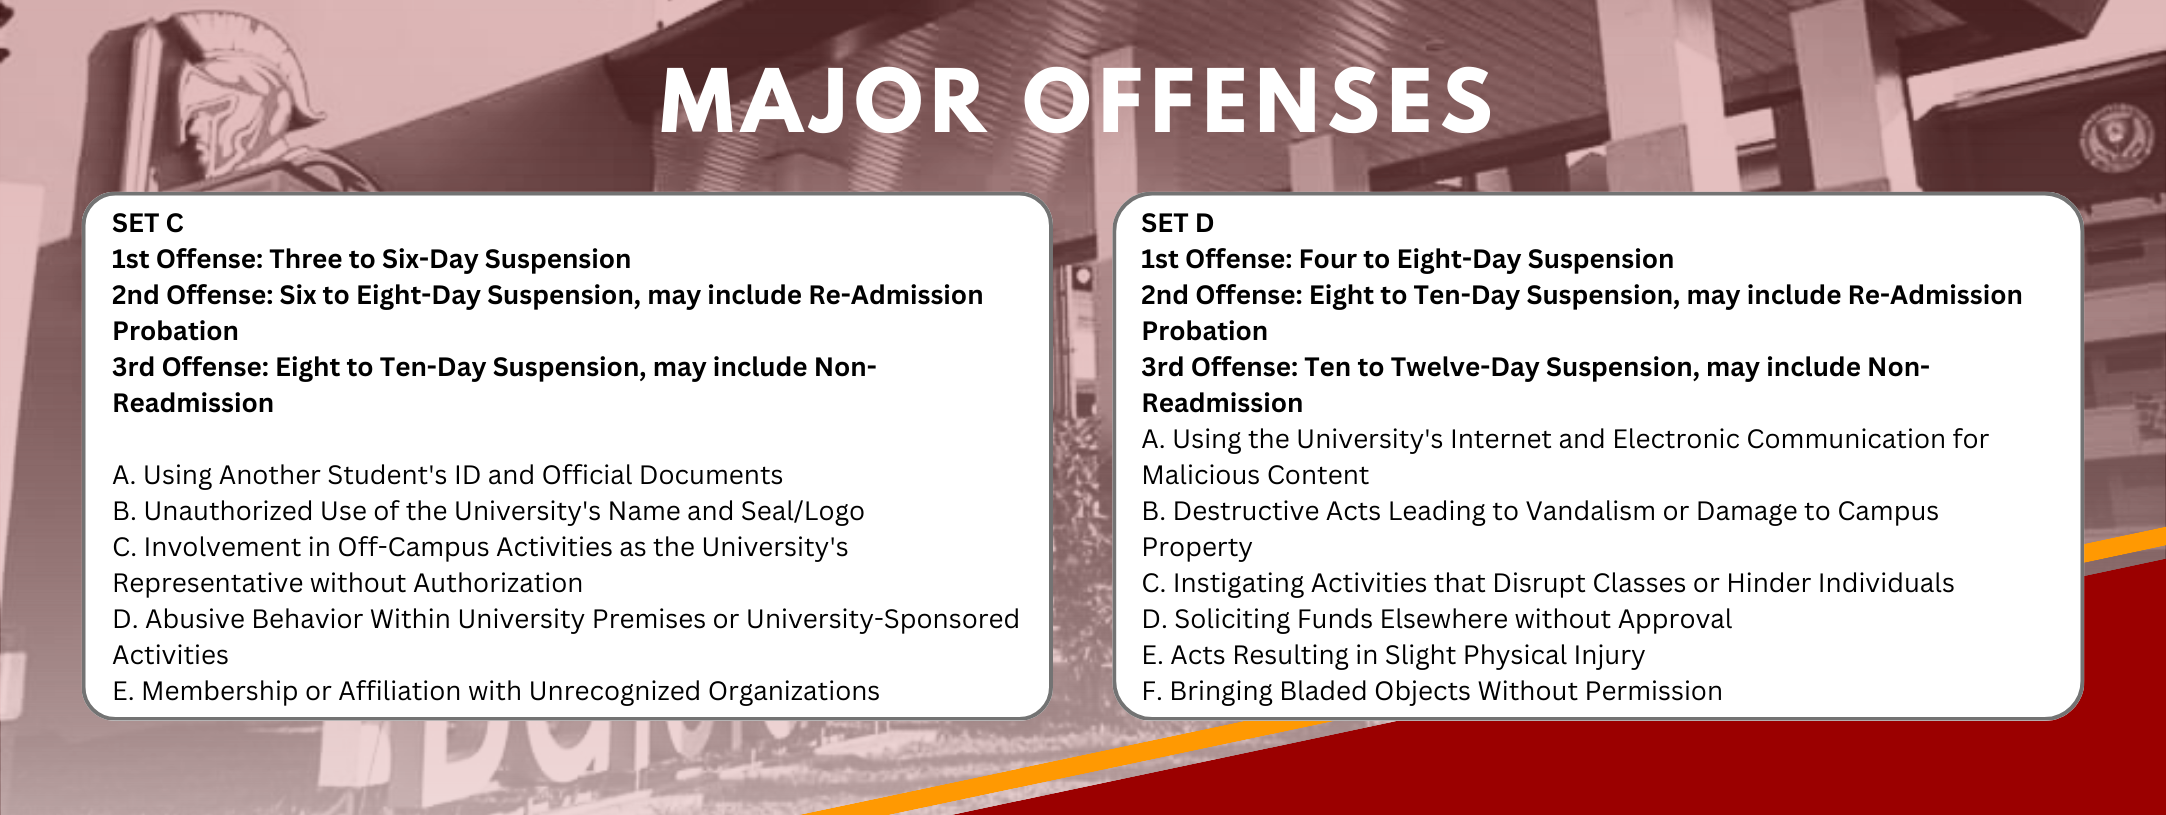 MAJOR OFFENSES
SET C
1st Offense: Three to Six-Day Suspension
2nd Offense: Six to Eight-Day Suspension, may include Re-Admission
Probation
3rd Offense: Eight to Ten-Day Suspension, may include Non-
Readmission
A. Using Another Student's ID and Official Documents
B. Unauthorized Use of the University's Name and Seal/Logo
C. Involvement in Off-Campus Activities as the University's
Representative without Authorization
D. Abusive Behavior Within University Premises or University-Sponsored
Activities
E. Membership or Affiliation with Unrecognized Organizations
SET D
1st Offense: Four to Eight-Day Suspension
2nd Offense: Eight to Ten-Day Suspension, may include Re-Admission
Probation
3rd Offense: Ten to Twelve-Day Suspension, may include Non-
Readmission
A. Using the University's Internet and Electronic Communication for
Malicious Content
B. Destructive Acts Leading to Vandalism or Damage to Campus
Property
C. Instigating Activities that Disrupt Classes or Hinder Individuals
D. Soliciting Funds Elsewhere without Approval
E. Acts Resulting in Slight Physical Injury
F. Bringing Bladed Objects Without Permission